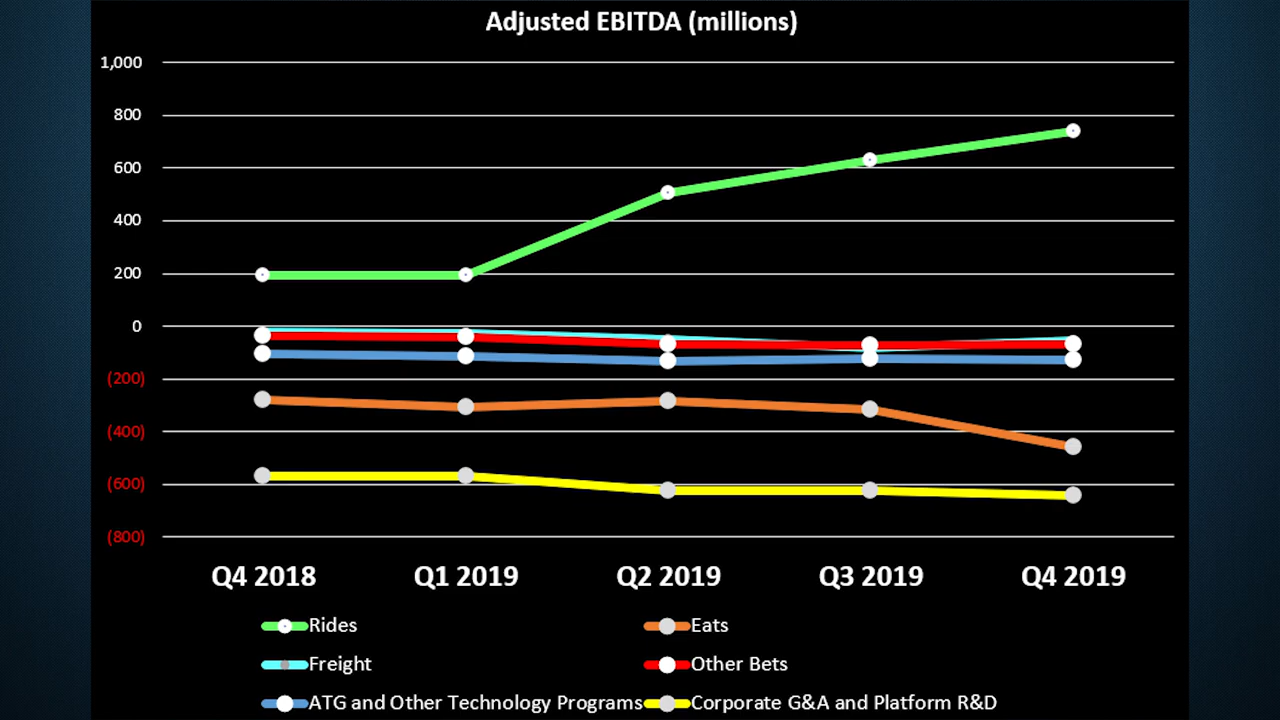 Adjusted EBITDA (millions)
1,000
800
600
400
200
0
(200)
(400)
(600)
(800)
Q4 2018 Q1 2019 Q2 2019 Q3 2019 Q4 2019
Rides Eats
Freight Other Bets
ATG and Other Technology Programs Corporate G&A and Platform R&D